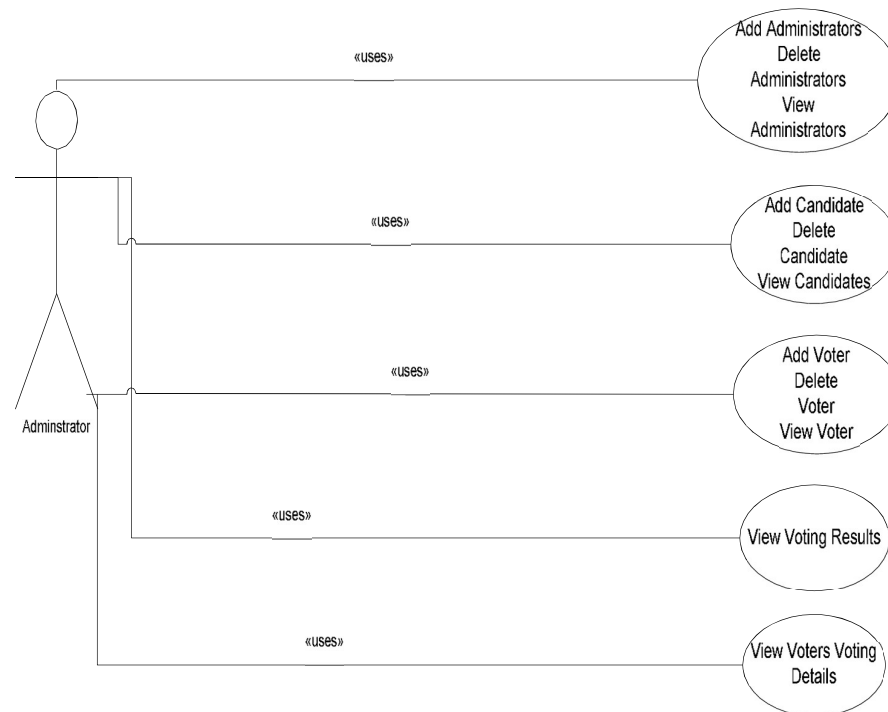 «uses»
Add Administrators
Delete
Administrators
View
Administrators
«uses»
Add Candidate
Delete
Candidate
View Candidates
«uses»
Add Voter
Delete
Voter
View Voter
Adminstrator
«uses»
View Voting Results
«uses»
View Voters Voting
Details